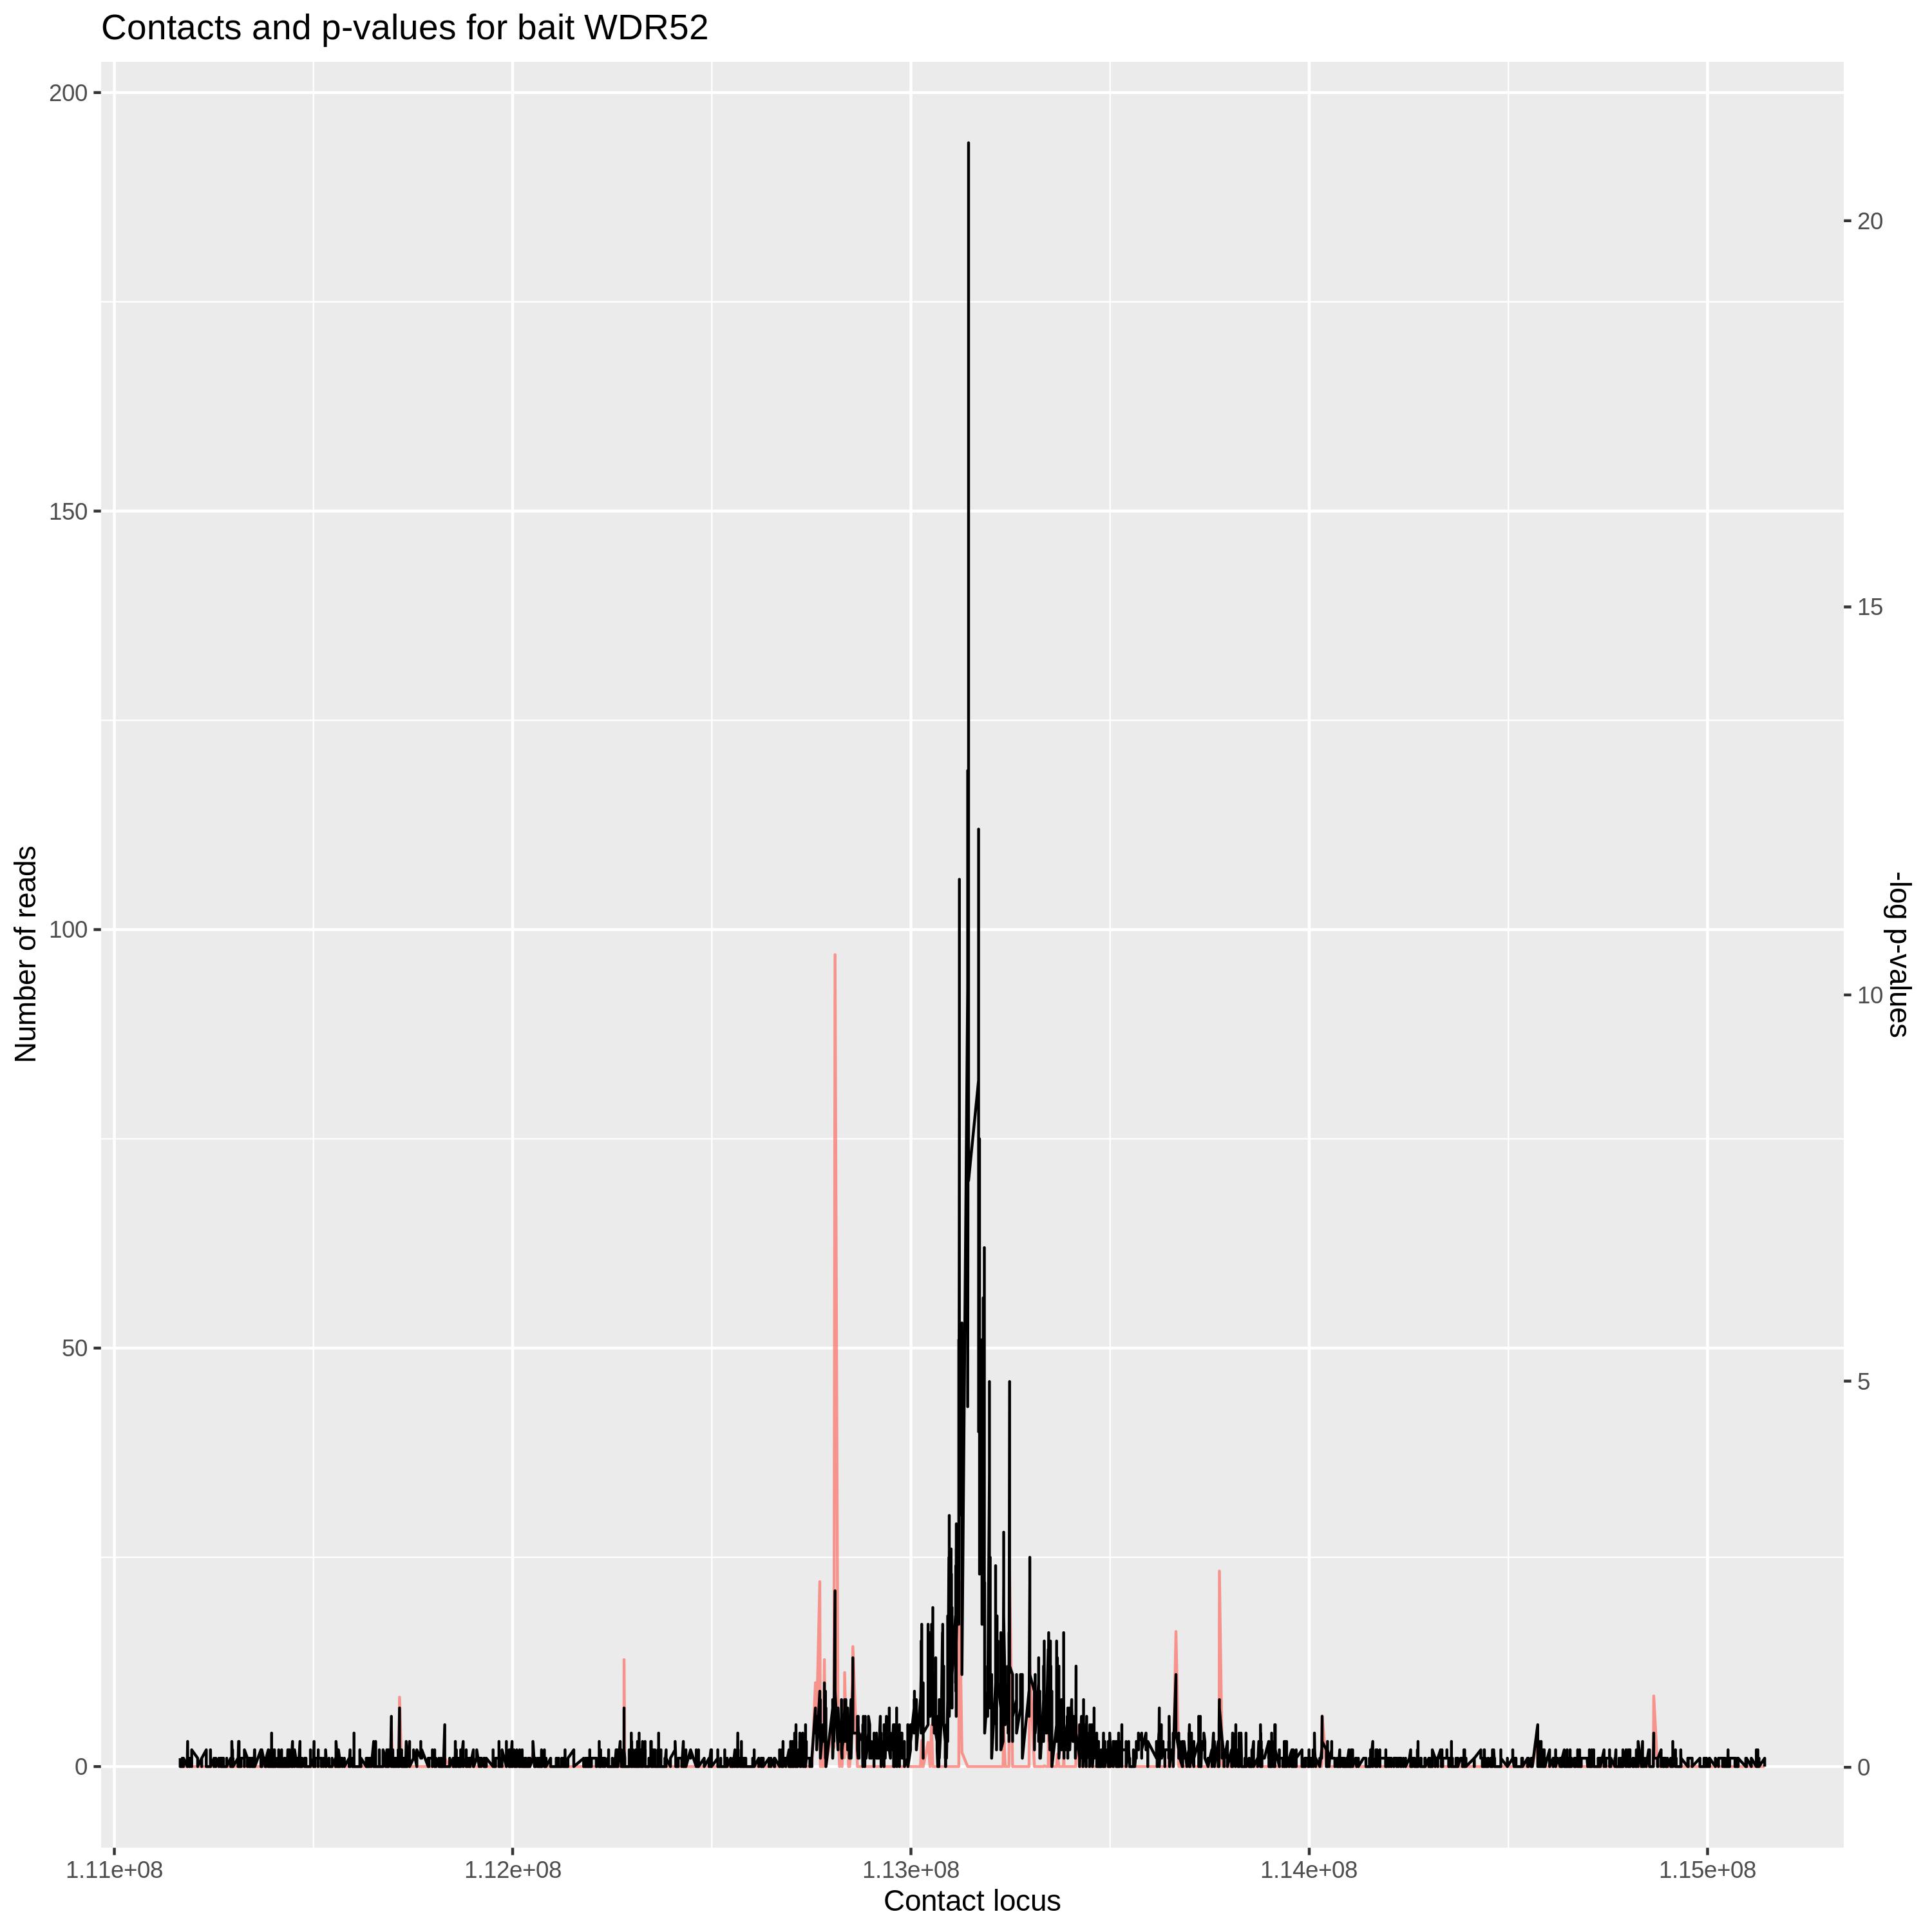 Contacts and p-values for bait WDR52
200
150
100
50
0
Number of reads
20
15
10
5
0
-log p-values
1.11e+08
1.12e+08
1.13e+08
1.14e+08
1.15e+08
Contact locus